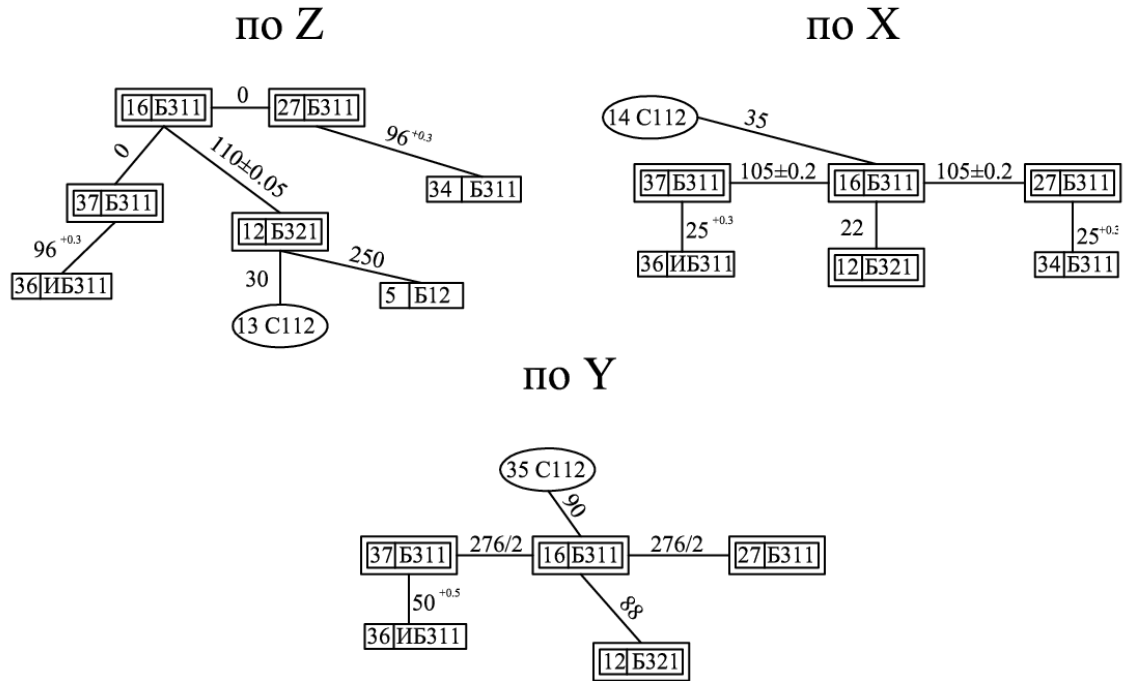 по Z
по X
16 Б311
0
27 Б311
0
110±0.05
96 +0.3
37 Б311
34 Б311
12 Б321
96 +0.3
36 ИБ311
30
250
5 Б12
13 С112
14 С112
35
37 Б311
105±0.2
16 Б311
105±0.2
27 Б311
25 +0.3
22
25+0.3
36 ИБ311
12 Б321
34 Б311
по Y
35 С112
90
37 Б311
276/2
16 Б311
276/2
27 Б311
50 +0.5
88
36 ИБ311
12 Б321